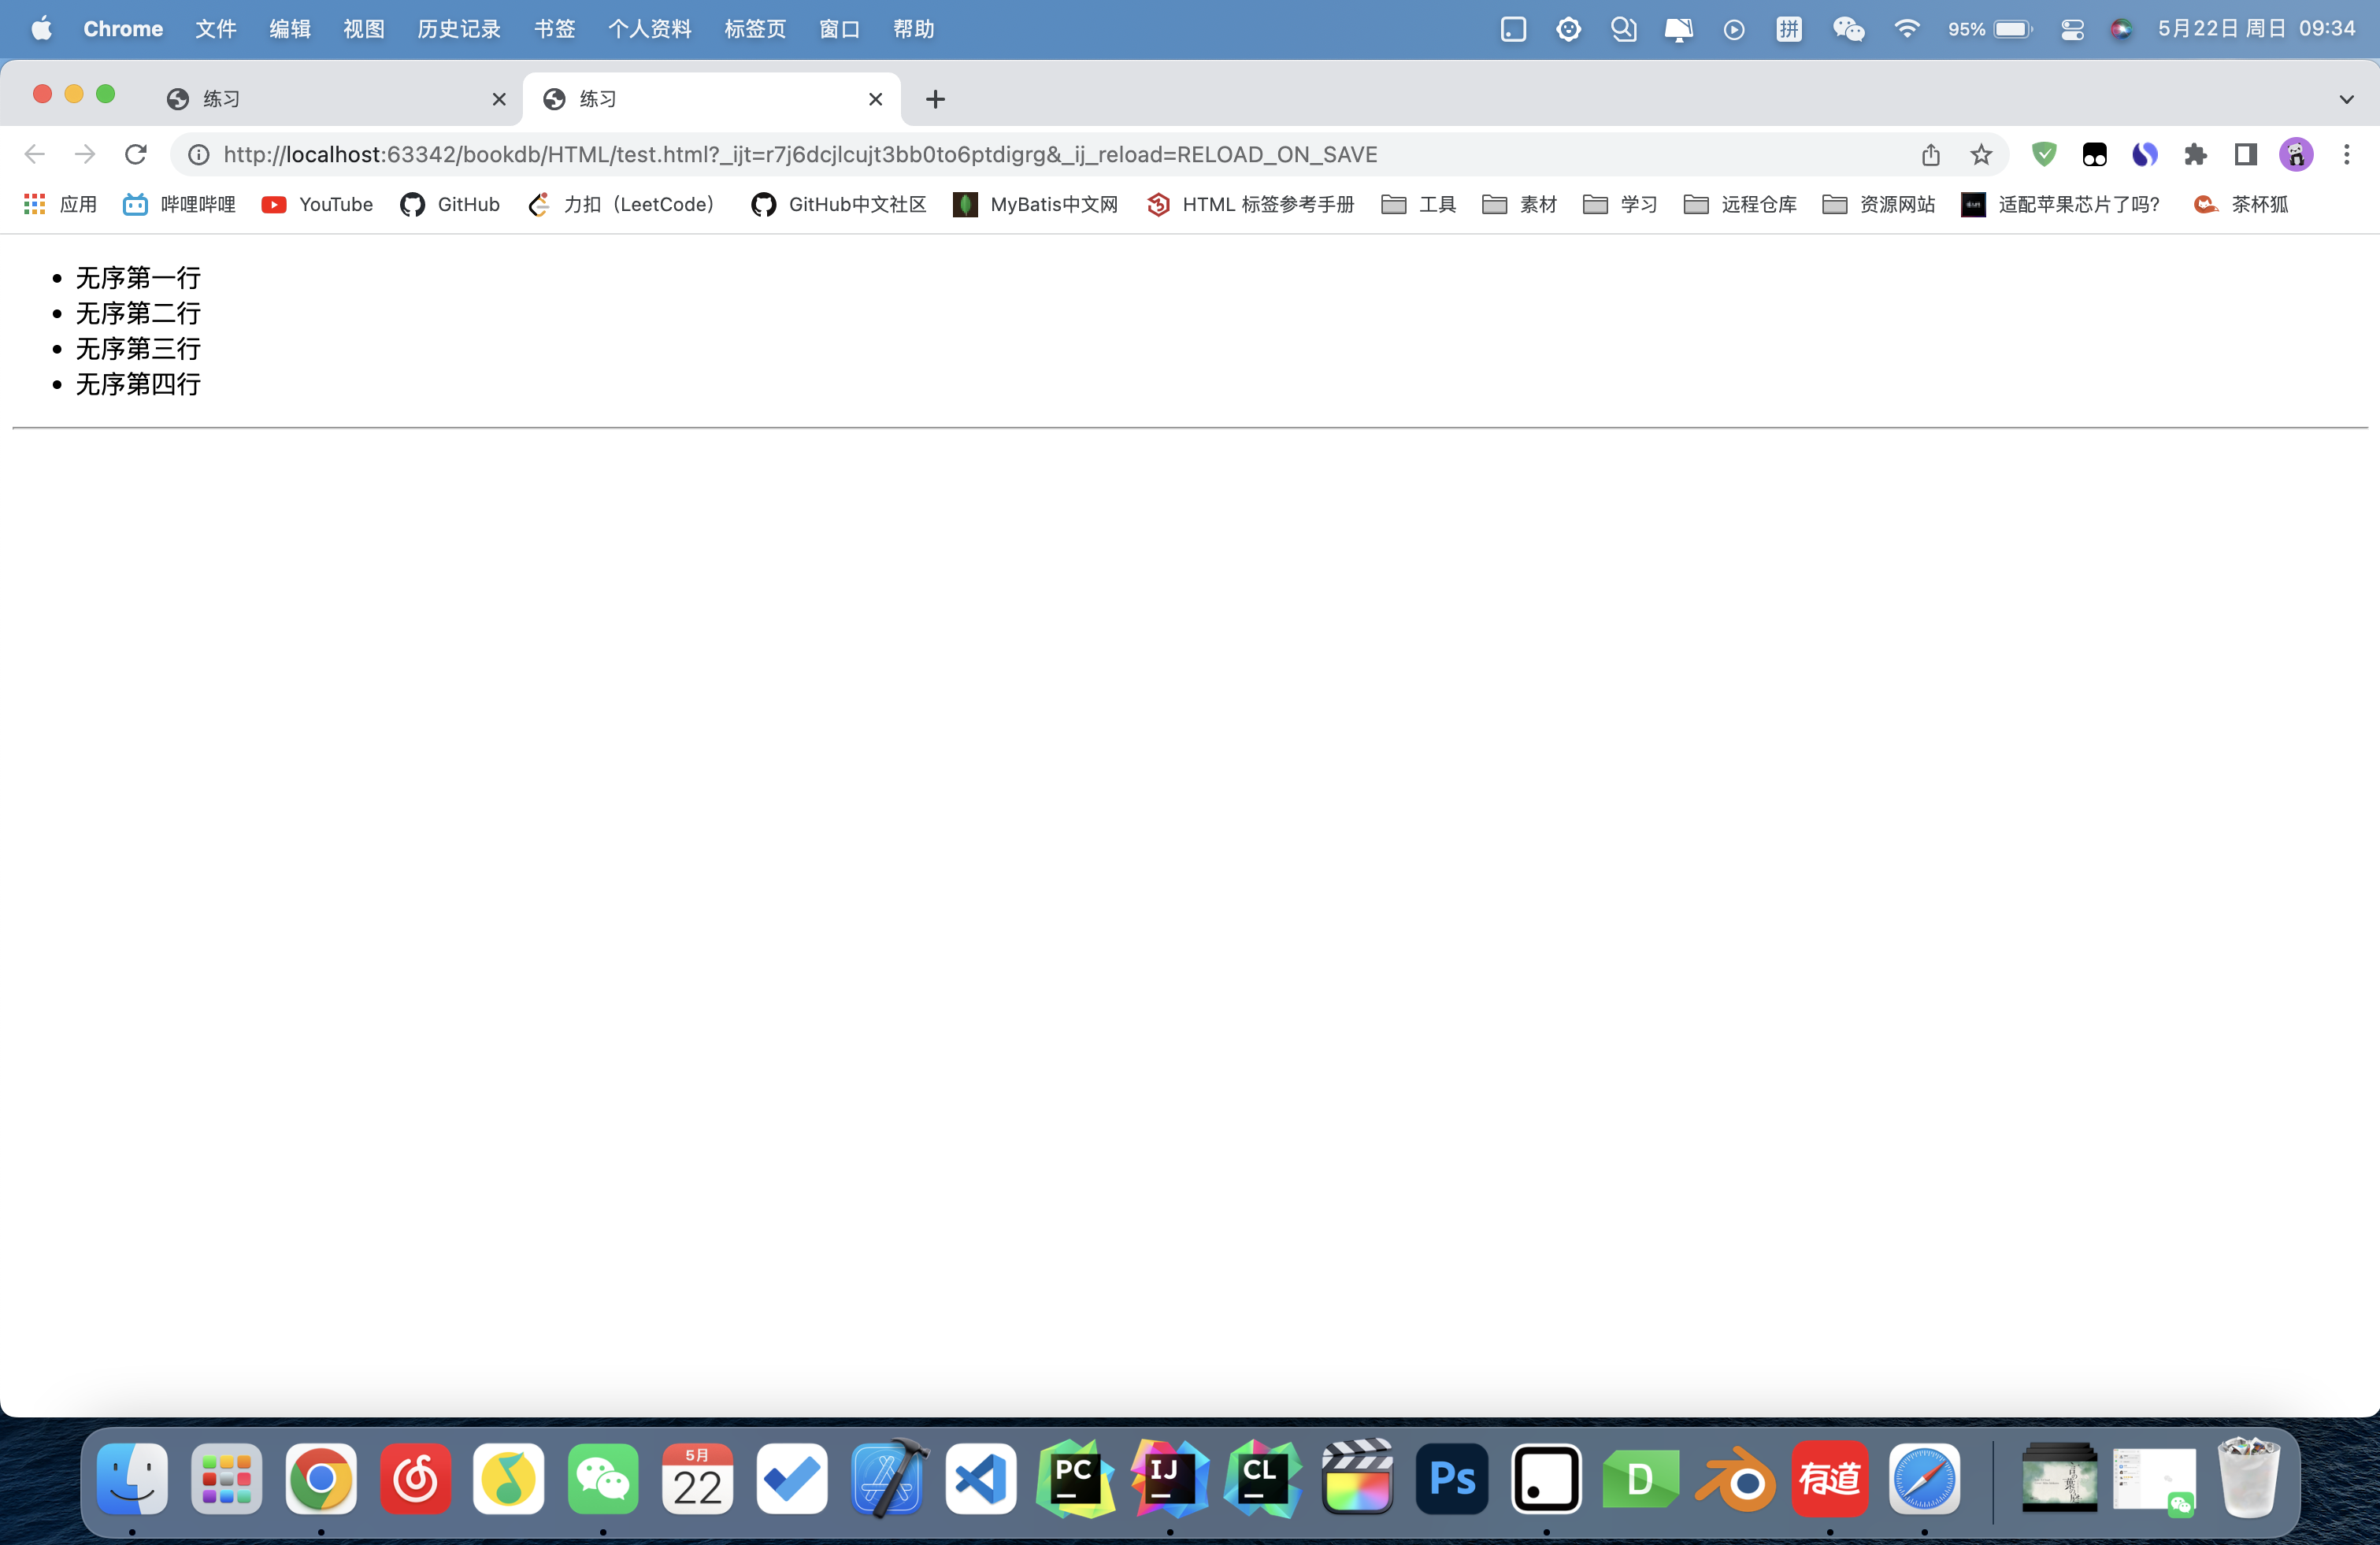 Chrome 文件 编辑 视图 历史记录 书签 个人资料 标签页 窗口 帮助 拼 95% 5月22日 周日 09:34
练习 练习
http://localhost:63342/bookdb/HTML/test.html?_ijt=r7j6dcjlcujt3bb0to6ptdigrg&_ij_reload=RELOAD_ON_SAVE
应用 哔哩哔哩 YouTube GitHub 力扣（LeetCode） GitHub中文社区 MyBatis中文网 HTML 标签参考手册 工具 素材 学习 远程仓库 资源网站 适配苹果芯片了吗? 茶杯狐
无序第一行
无序第二行
无序第三行
无序第四行
5月
22 PC IJ CL Ps D 有道